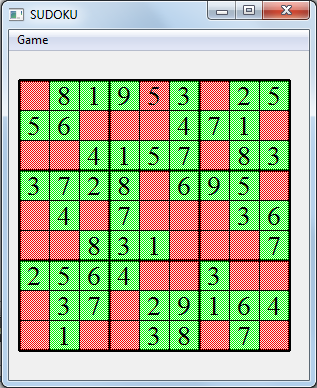 SUDOKU
Game
8 1 9 5 3 2 5
5 6 4 7 1
4 1 5 7 8 3
3 7 2 8 6 9 5
4 7 3 6
8 3 1 7
2 5 6 4 3
3 7 2 9 1 6 4
1 3 8 7